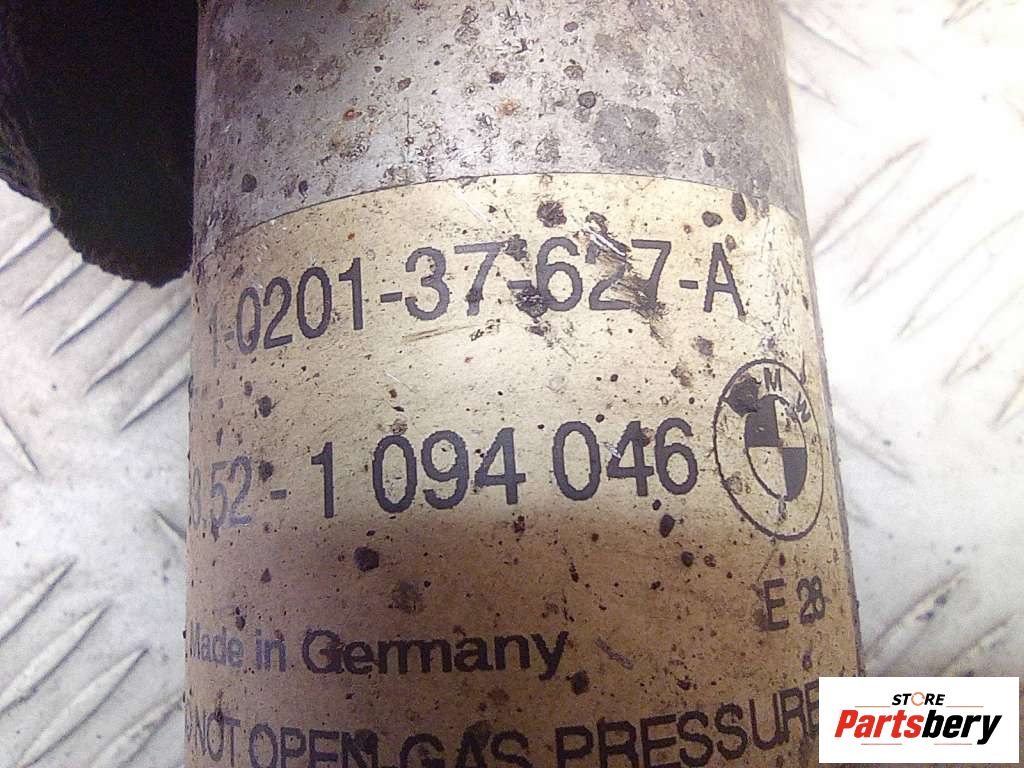 1-0201-37-627-A
3.52-1 094 046
M W
E 28
Made in Germany
NOT OPEN-GAS PRESSURE
STORE
Partsbery